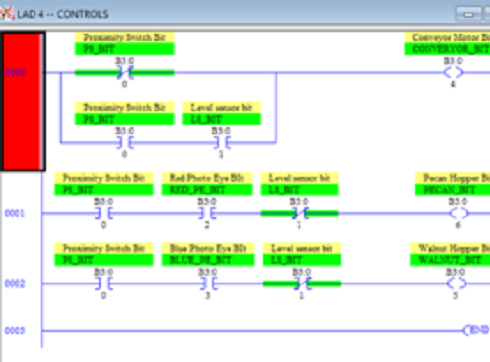 LAD 4 -- CONTROLS
Proximity Switch Bit
PS_BIT
B3:0
0
Conveyor Motor Bi
CONVERYOR_BIT
B3:0
4
0000
Proximity Switch Bit
PS_BIT
B3:0
0
Level sensor bit
LS_BIT
B3:0
1
0001
Proximity Switch Bit
PS_BIT
B3:0
0
Red Photo Eye BIt
RED_PE_BIT
B3:0
2
Level sensor bit
LS_BIT
B3:0
1
Pecan Hopper Bi
PECAN_BIT
B3:0
6
0002
Proximity Switch Bit
PS_BIT
B3:0
0
Blue Photo Eye BIt
BLUE_PE_BIT
B3:0
3
Level sensor bit
LS_BIT
B3:0
1
Walnut Hopper Bi
WALNUT_BIT
B3:0
5
0003
END